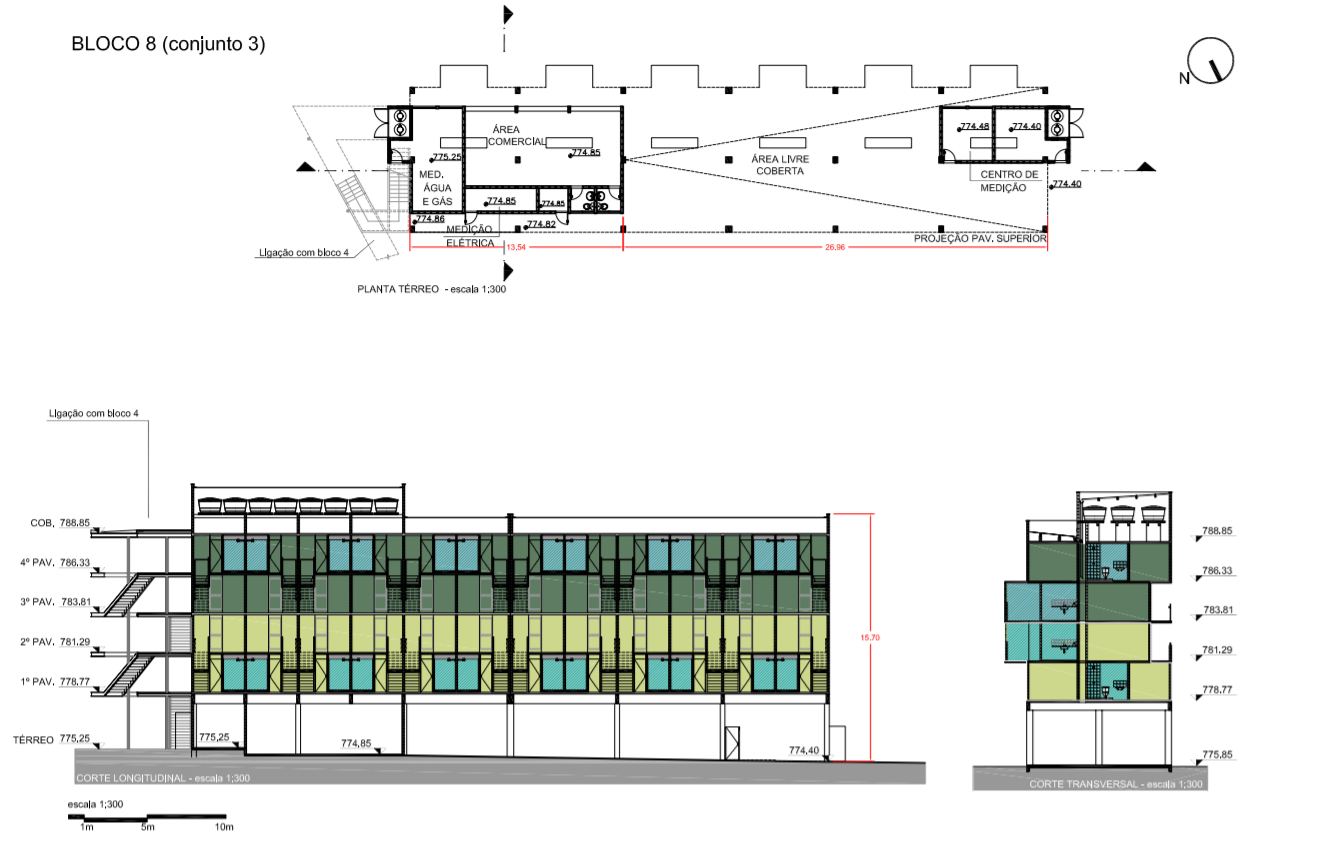 BLOCO 8 (conjunto 3)
N
ÁREA
COMERCIAL
774.85
775.25
MED.
ÁGUA
E GÁS
774.85
774.85
774.86
774.82
MEDIÇÃO
ELÉTRICA
13,54
26,96
ÁREA LIVRE
COBERTA
774.48
774.40
CENTRO DE
MEDIÇÃO
774.40
PROJEÇÃO PAV. SUPERIOR
Ligação com bloco 4
PLANTA TÉRREO - escala 1:300
LIgação com bloco 4
COB. 788.85
4º PAV. 786.33
3º PAV. 783.81
2º PAV. 781.29
1º PAV. 778.77
TÉRREO 775,25
775,25
774,85
774,40
15,70
CORTE LONGITUDINAL - escala 1:300
escala 1:300
1m 5m 10m
788.85
786.33
783.81
781.29
778.77
775.85
CORTE TRANSVERSAL - escala 1:300